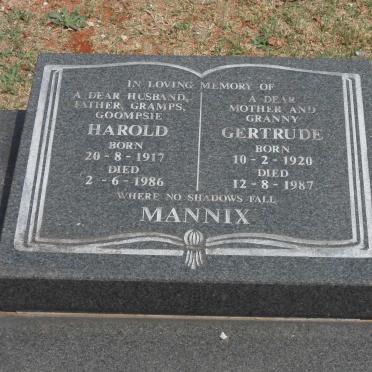 IN LOVING MEMORY OF
A DEAR HUSBAND,
FATHER, GRAMPS,
GOOMPSIE
HAROLD
BORN
20 - 8 - 1917
DIED
2 - 6 - 1986
A DEAR
MOTHER AND
GRANNY
GERTRUDE
BORN
10 - 2 - 1920
DIED
12 - 8 - 1987
WHERE NO SHADOWS FALL
MANNIX